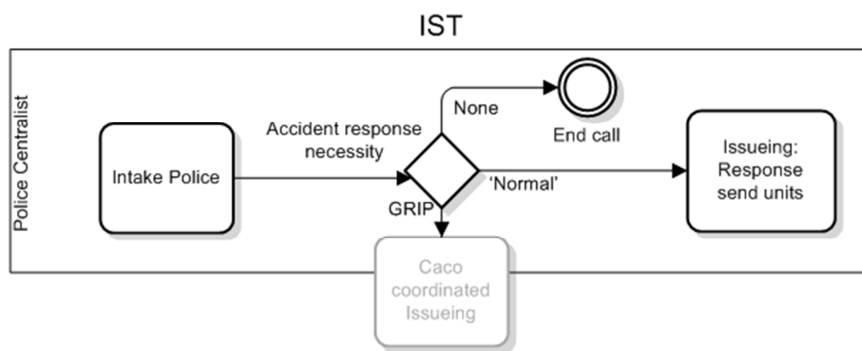 IST
Police Centralist
Intake Police
Accident response
necessity
None
End call
'Normal'
GRIP
Issueing:
Response
send units
Caco
coordinated
Issueing